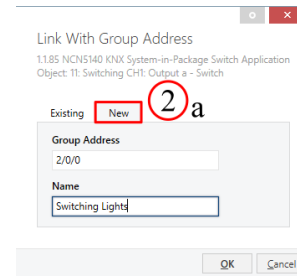 Link With Group Address
1.1.85 NCN5140 KNX System-in-Package Switch Application
Object: 11: Switching CH1: Output a - Switch
Existing New 2 a
Group Address
2/0/0
Name
Switching Lights
OK Cancel